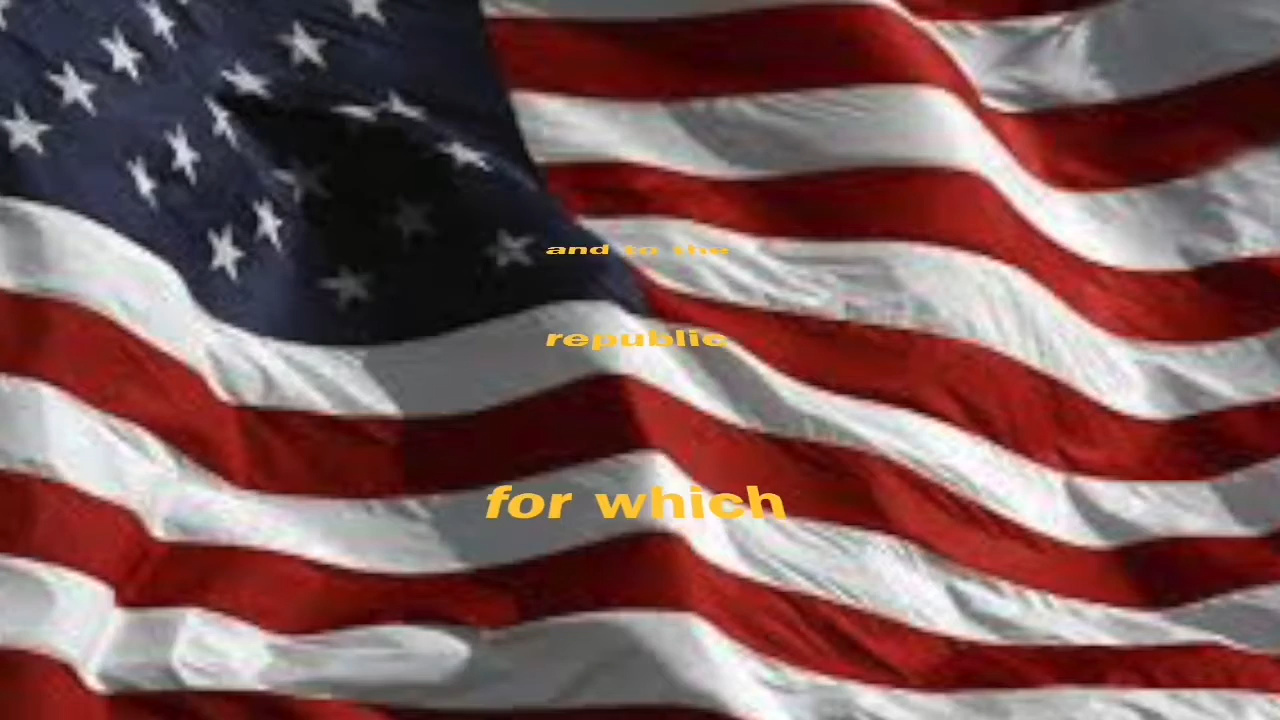 and to the
republic
for which